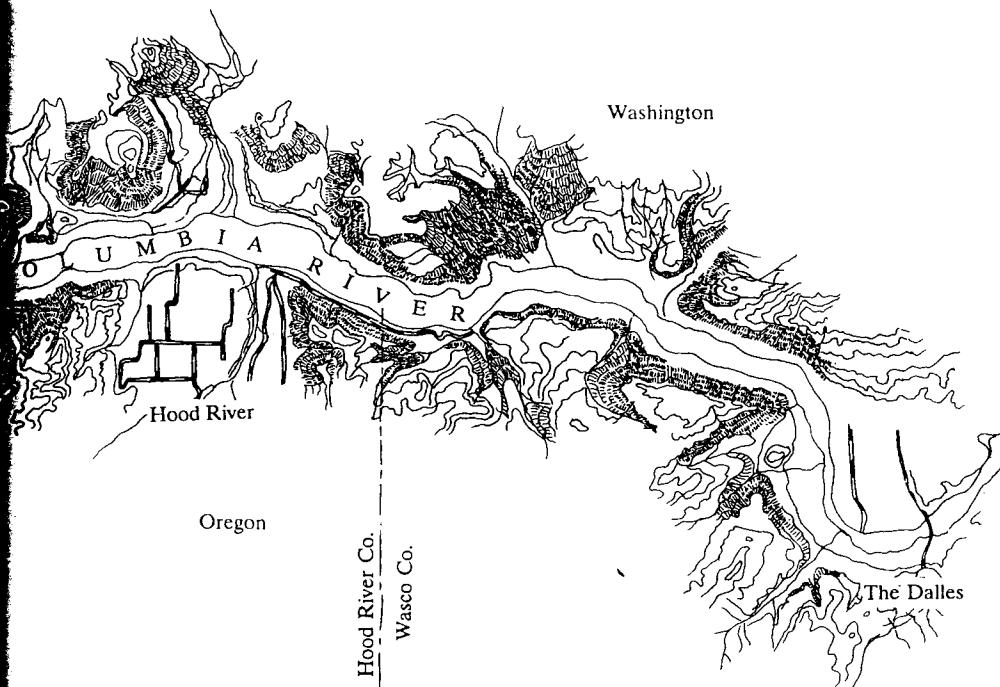 Washington
O U M B I A R I V E R
Hood River
Oregon
Hood River Co.
Wasco Co.
The Dalles